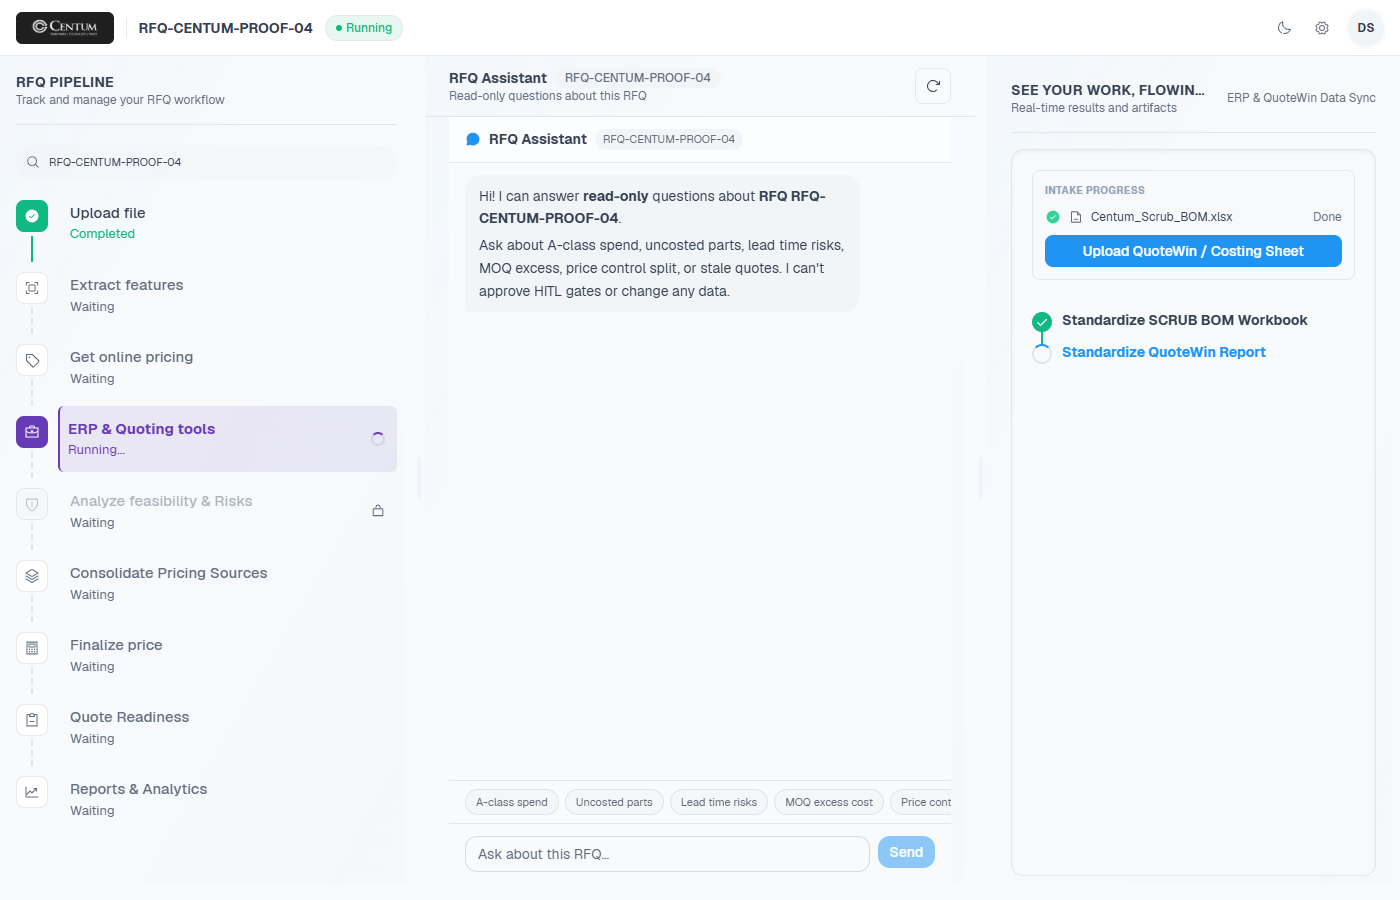 CENTUM
RFQ-CENTUM-PROOF-04
Running
DS
RFQ PIPELINE
Track and manage your RFQ workflow
RFQ-CENTUM-PROOF-04
Upload file
Completed
Extract features
Waiting
Get online pricing
Waiting
ERP & Quoting tools
Running...
Analyze feasibility & Risks
Waiting
Consolidate Pricing Sources
Waiting
Finalize price
Waiting
Quote Readiness
Waiting
Reports & Analytics
Waiting
RFQ Assistant RFQ-CENTUM-PROOF-04
Read-only questions about this RFQ
RFQ Assistant RFQ-CENTUM-PROOF-04
Hi! I can answer read-only questions about RFQ RFQ-
CENTUM-PROOF-04.
Ask about A-class spend, uncosted parts, lead time risks,
MOQ excess, price control split, or stale quotes. I can't
approve HITL gates or change any data.
A-class spend Uncosted parts Lead time risks MOQ excess cost Price cont
Ask about this RFQ...
Send
SEE YOUR WORK, FLOWIN...
Real-time results and artifacts
ERP & QuoteWin Data Sync
INTAKE PROGRESS
Centum_Scrub_BOM.xlsx Done
Upload QuoteWin / Costing Sheet
Standardize SCRUB BOM Workbook
Standardize QuoteWin Report